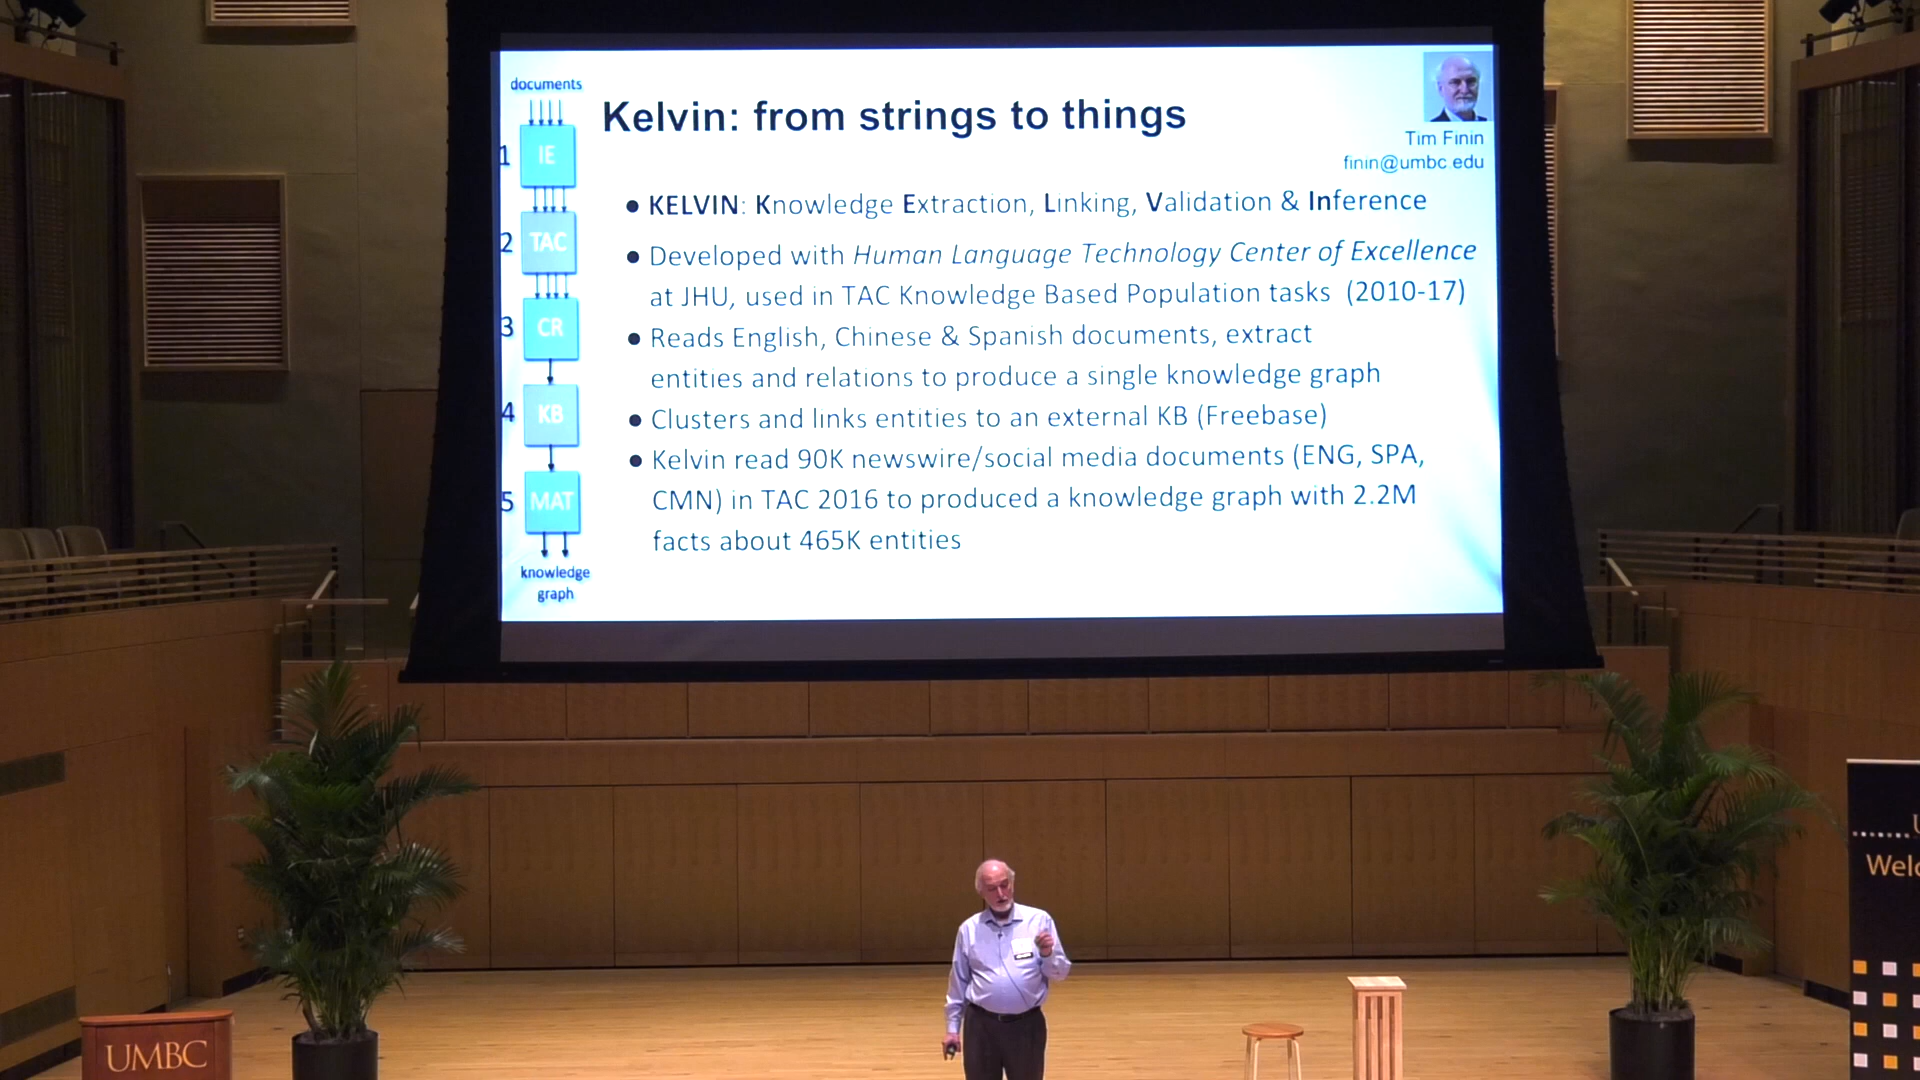 documents
1 IE
2 TAC
3 CR
4 KB
5 MAT
knowledge
graph
Kelvin: from strings to things
Tim Finin
finin@umbc.edu
● KELVIN: Knowledge Extraction, Linking, Validation & Inference
● Developed with Human Language Technology Center of Excellence
at JHU, used in TAC Knowledge Based Population tasks (2010-17)
● Reads English, Chinese & Spanish documents, extract
entities and relations to produce a single knowledge graph
● Clusters and links entities to an external KB (Freebase)
● Kelvin read 90K newswire/social media documents (ENG, SPA,
CMN) in TAC 2016 to produced a knowledge graph with 2.2M
facts about 465K entities
UMBC
U
Welc